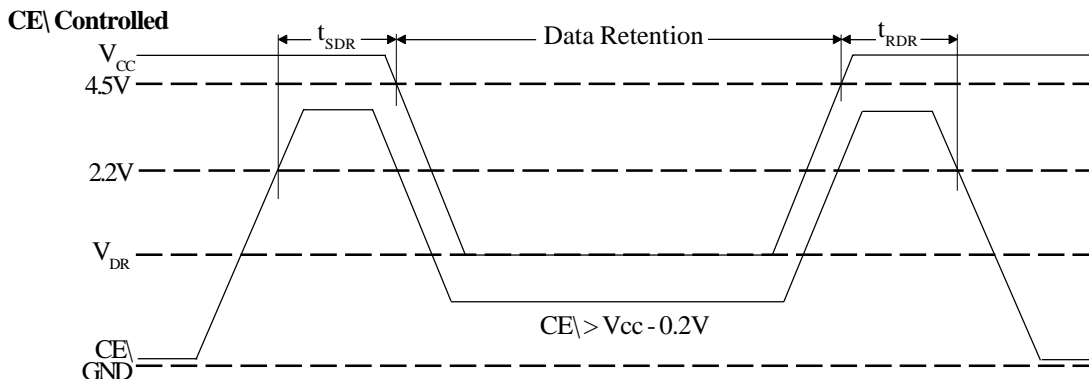 CE\ Controlled
tSDR
Data Retention
tRDR
VCC
4.5V
2.2V
VDR
CE\ > Vcc - 0.2V
CE\
GND